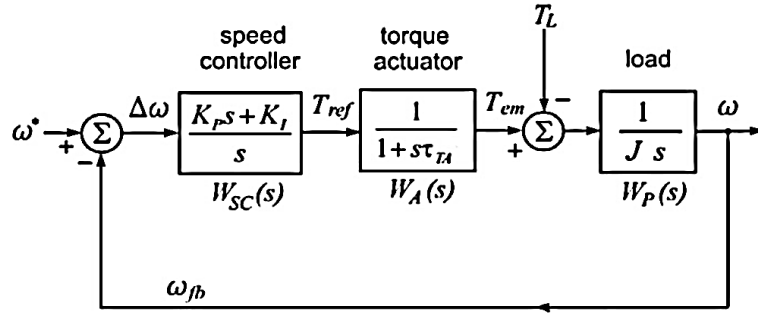 speed controller
torque actuator
T_L
load
ω*
+
−
Σ
Δω
K_P s + K_I
s
T_ref
1
1 + sτ_TA
T_em
+
−
Σ
1
J s
ω
W_SC(s)
W_A(s)
W_P(s)
ω_fb